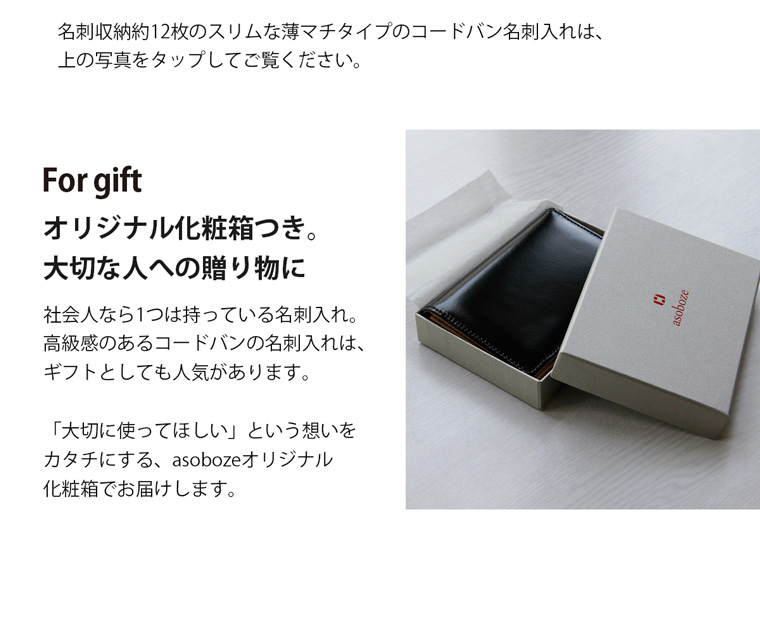 名刺収納約12枚のスリムな薄マチタイプのコードバン名刺入れは、
上の写真をタップしてご覧ください。
For gift
オリジナル化粧箱つき。
大切な人への贈り物に
社会人なら1つは持っている名刺入れ。
高級感のあるコードバンの名刺入れは、
ギフトとしても人気があります。
「大切に使ってほしい」という想いを
カタチにする、asobozeオリジナル
化粧箱でお届けします。
asoboze